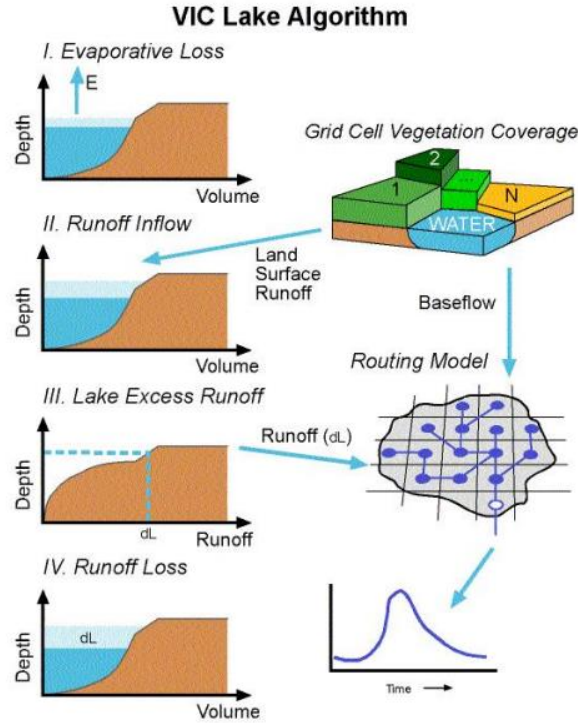 VIC Lake Algorithm
I. Evaporative Loss
E
Depth
Volume
Grid Cell Vegetation Coverage
1
2
...
N
WATER
II. Runoff Inflow
Land
Surface
Runoff
Depth
Volume
Baseflow
Routing Model
III. Lake Excess Runoff
Runoff (dL)
Depth
dL
Runoff
IV. Runoff Loss
dL
Depth
Volume
Time